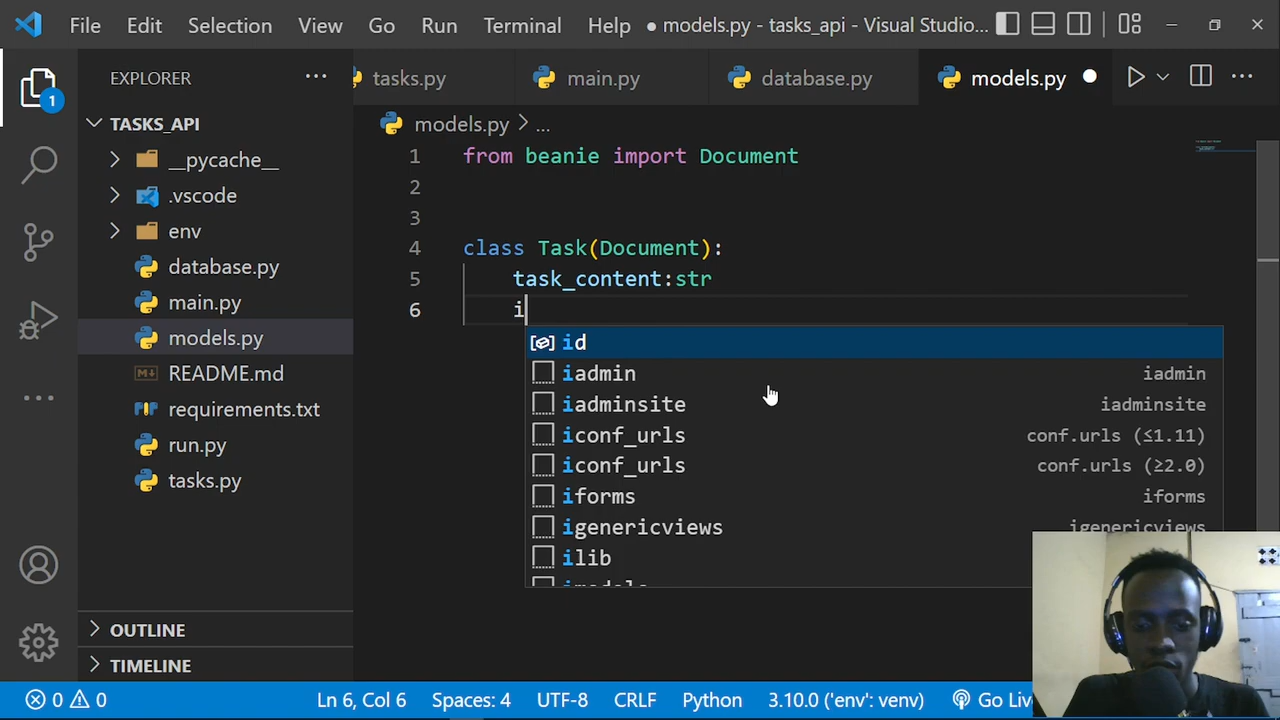 File Edit Selection View Go Run Terminal Help ● models.py - tasks_api - Visual Studio...
EXPLORER ...
tasks.py main.py database.py models.py ●
TASKS_API
__pycache__
.vscode
env
database.py
main.py
models.py
README.md
requirements.txt
run.py
tasks.py
OUTLINE
TIMELINE
1
models.py > ...
1 from beanie import Document
2
3
4 class Task(Document):
5 task_content:str
6 i
id
iadmin iadmin
iadminsite iadminsite
iconf_urls conf.urls (≤1.11)
iconf_urls conf.urls (≥2.0)
iforms iforms
igenericviews igenericviews
ilib
imodels
0 0 Ln 6, Col 6 Spaces: 4 UTF-8 CRLF Python 3.10.0 ('env': venv) Go Liv